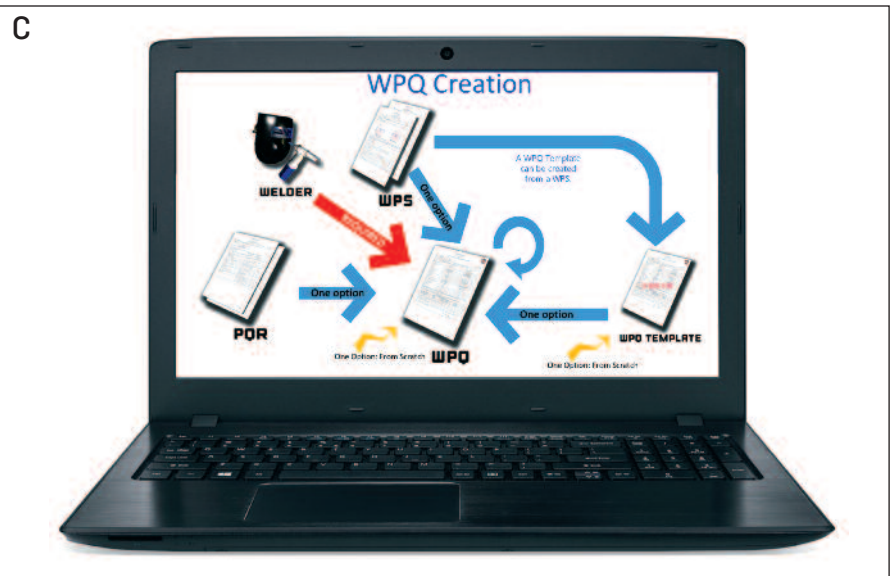 C
WPQ Creation
WELDER
WPS
A WPQ Template
can be created
from a WPS.
One option
REQUIRED
One option
One option
PQR
WPQ
WPQ TEMPLATE
One Option: From Scratch
One Option: From Scratch